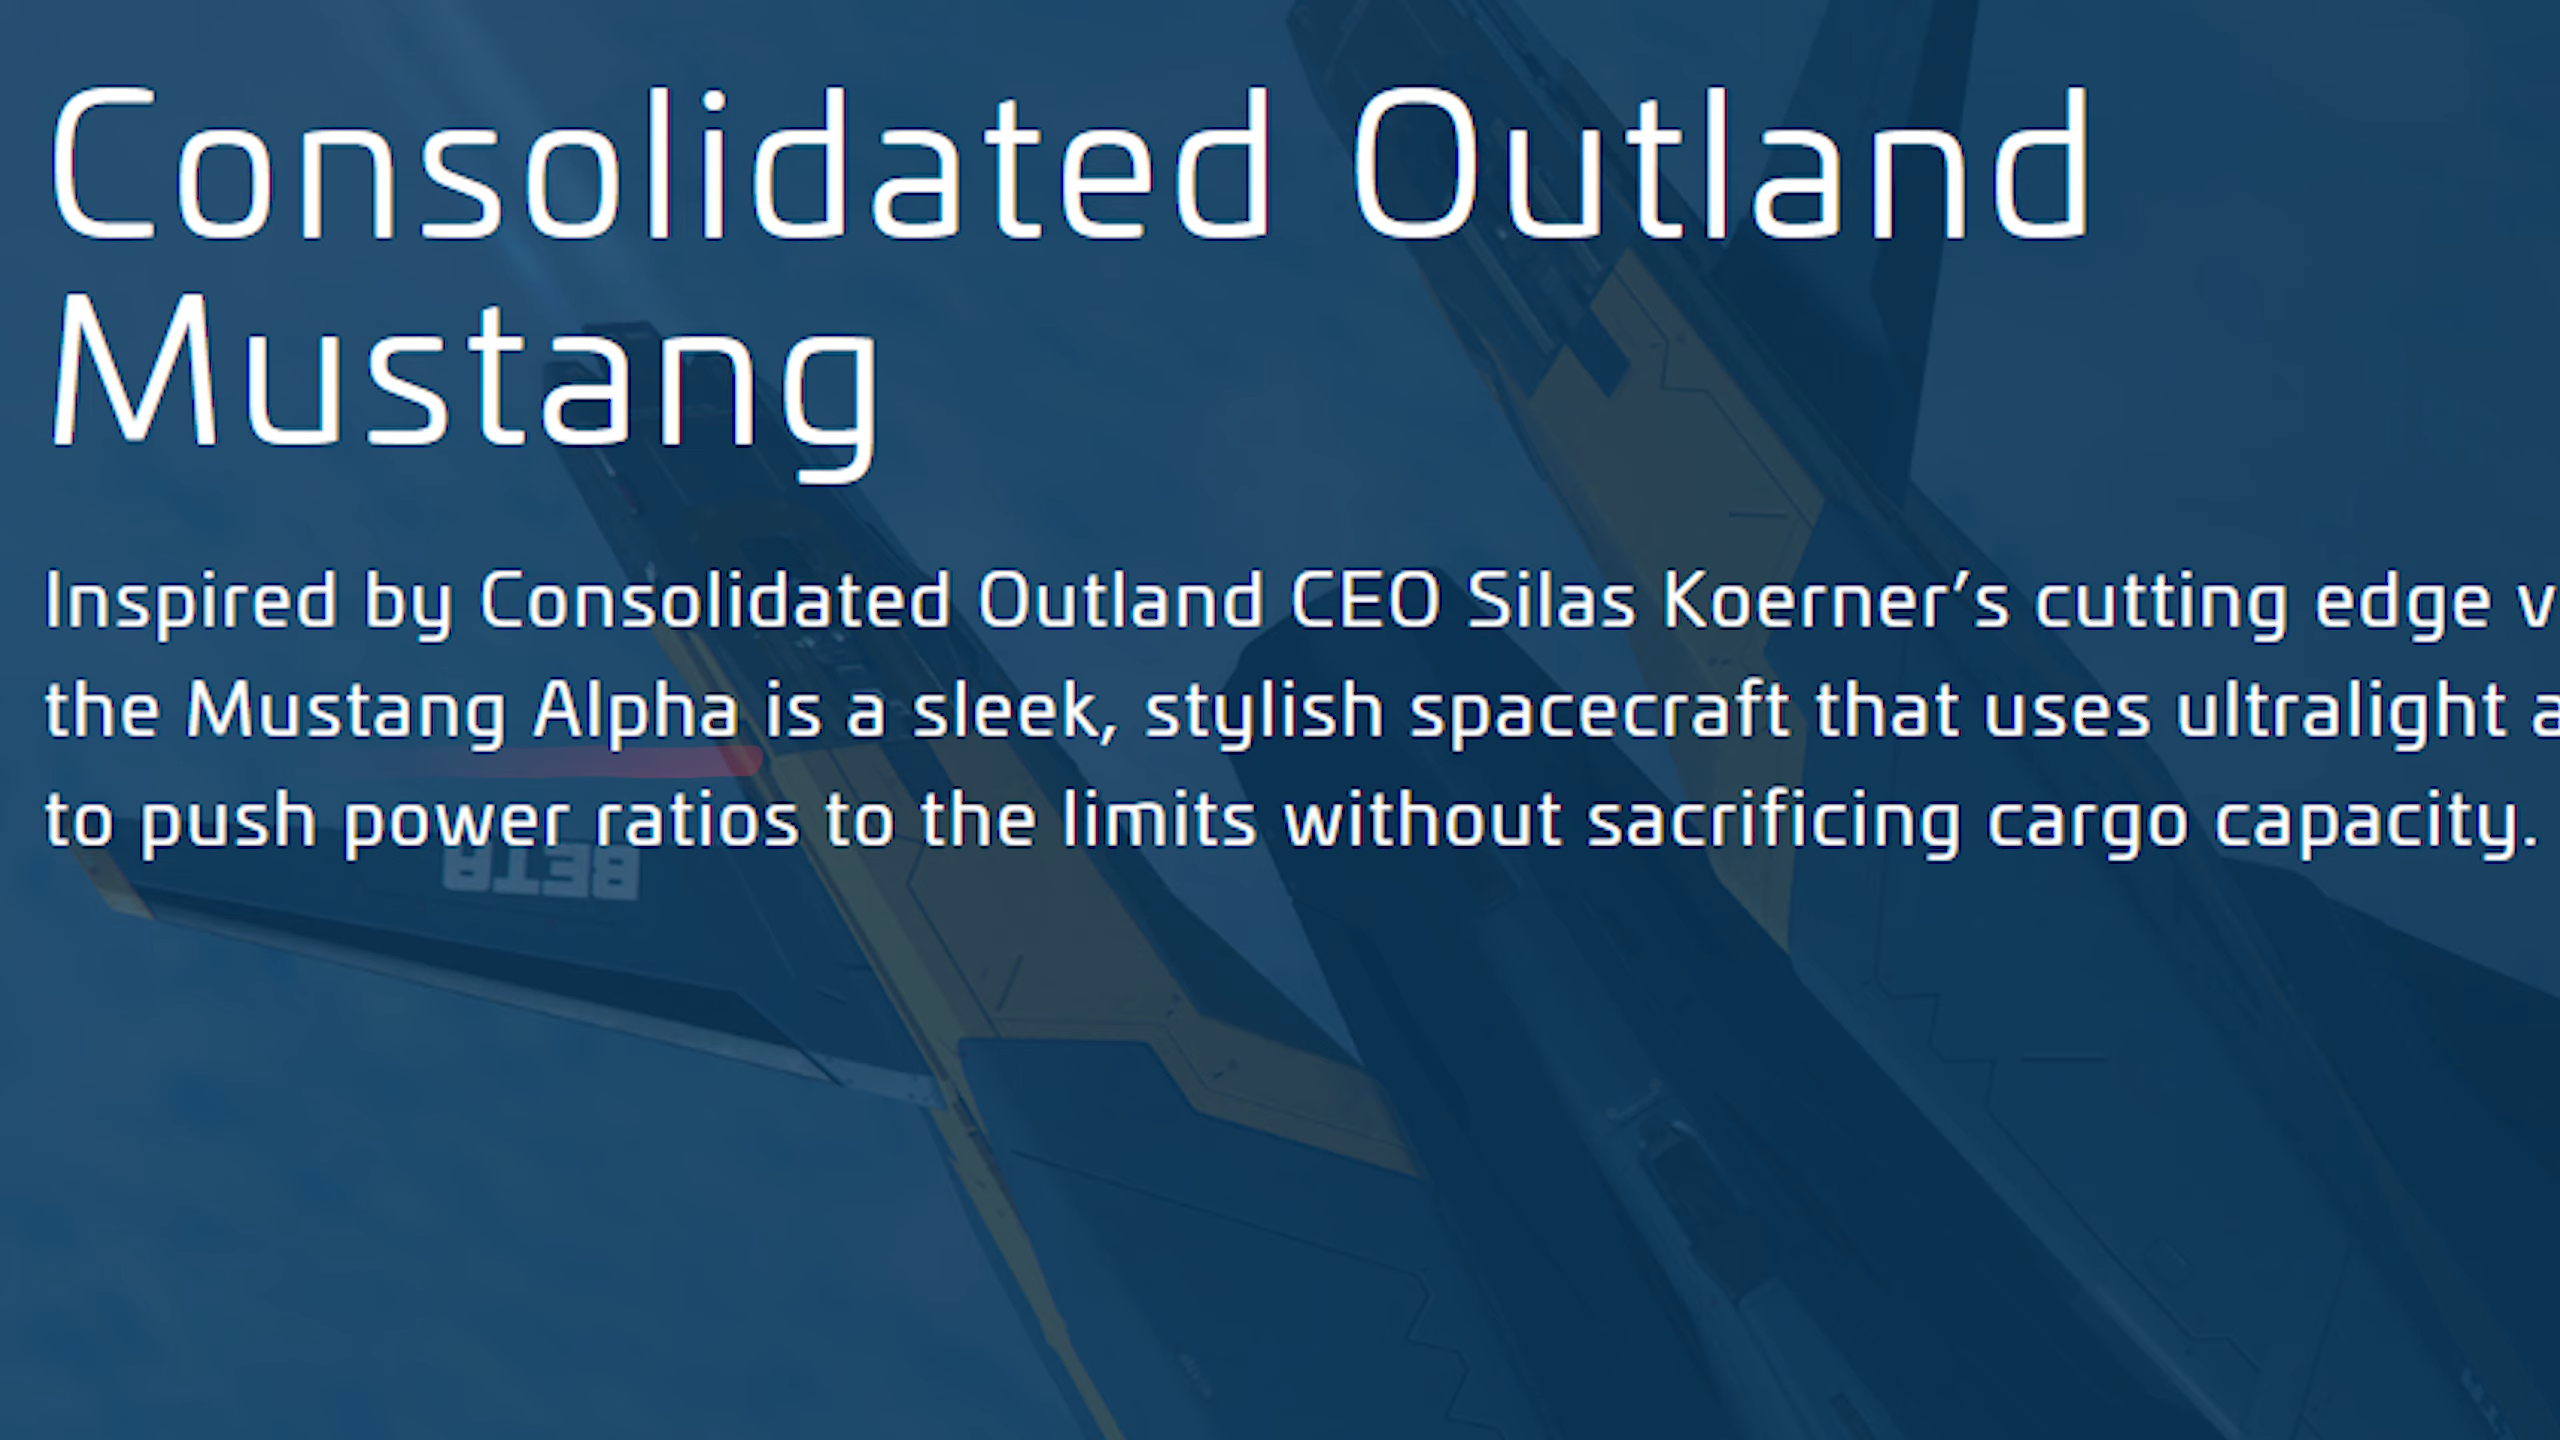 Consolidated Outland
Mustang
Inspired by Consolidated Outland CEO Silas Koerner’s cutting edge
the Mustang Alpha is a sleek, stylish spacecraft that uses ultralight
to push power ratios to the limits without sacrificing cargo capacity.
BETA